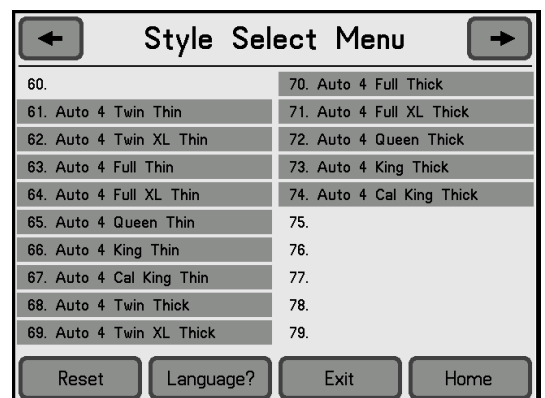 Style Select Menu
60.
61. Auto 4 Twin Thin
62. Auto 4 Twin XL Thin
63. Auto 4 Full Thin
64. Auto 4 Full XL Thin
65. Auto 4 Queen Thin
66. Auto 4 King Thin
67. Auto 4 Cal King Thin
68. Auto 4 Twin Thick
69. Auto 4 Twin XL Thick
70. Auto 4 Full Thick
71. Auto 4 Full XL Thick
72. Auto 4 Queen Thick
73. Auto 4 King Thick
74. Auto 4 Cal King Thick
75.
76.
77.
78.
79.
Reset
Language?
Exit
Home